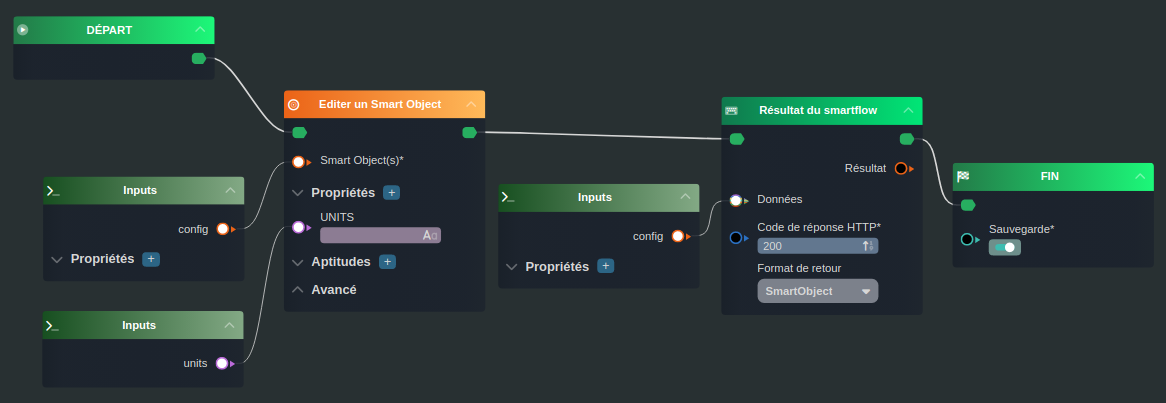 DÉPART
Editer un Smart Object
Smart Object(s)*
Propriétés +
UNITS
Aa
Aptitudes +
Avancé
Inputs
config
Propriétés +
Inputs
units
Inputs
config
Propriétés +
Résultat du smartflow
Résultat
Données
Code de réponse HTTP*
200
Format de retour
SmartObject
FIN
Sauvegarde*